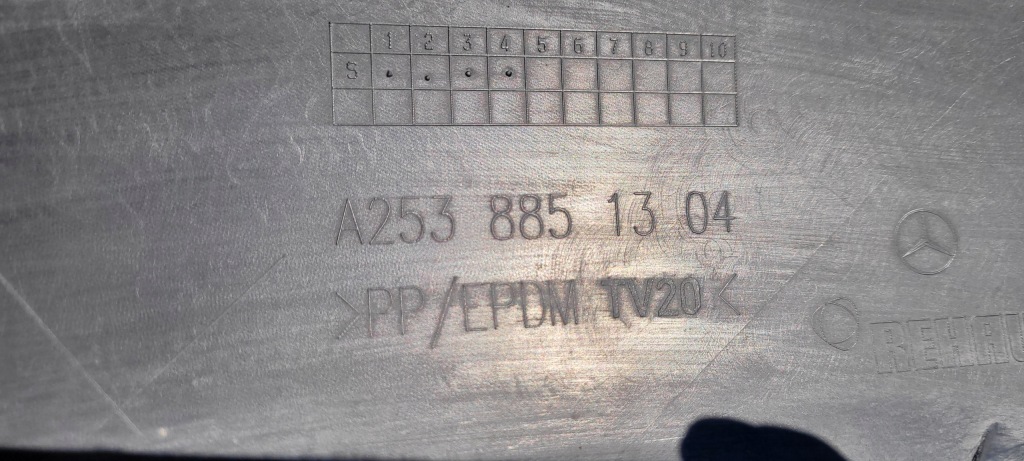 1 2 3 4 5 6 7 8 9 10
S • • • •
A253 885 13 04
>PP/EPDM TV20<
REHAU